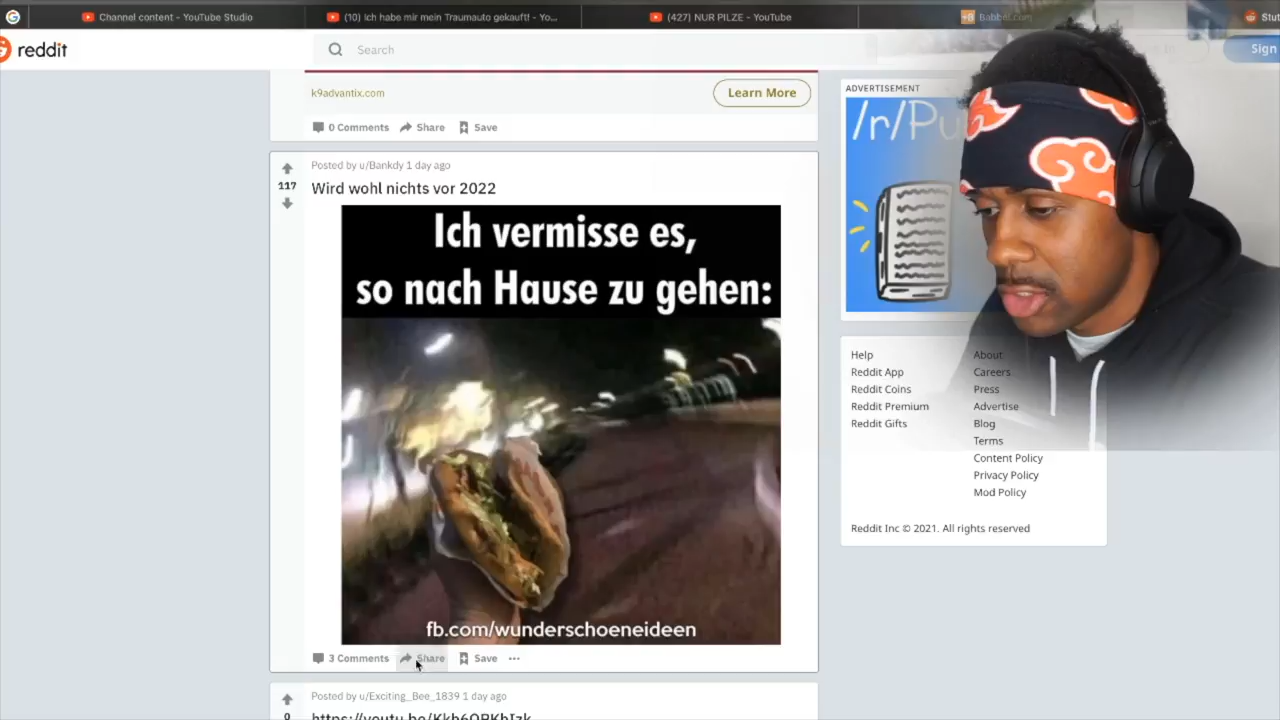 Channel content - YouTube Studio
(10) Ich habe mir mein Traumauto gekauft! - Yo...
(427) NUR PILZE - YouTube
Babbel.com
reddit
Search
Sign
k9advantix.com
Learn More
0 Comments
Share
Save
ADVERTISEMENT
Posted by u/Bankdy 1 day ago
117
Wird wohl nichts vor 2022
Ich vermisse es,
so nach Hause zu gehen:
fb.com/wunderschoeneideen
3 Comments
Share
Save
Posted by u/Exciting_Bee_1839 1 day ago
0
Help
About
Reddit App
Careers
Reddit Coins
Press
Reddit Premium
Advertise
Reddit Gifts
Blog
Terms
Content Policy
Privacy Policy
Mod Policy
Reddit Inc © 2021. All rights reserved